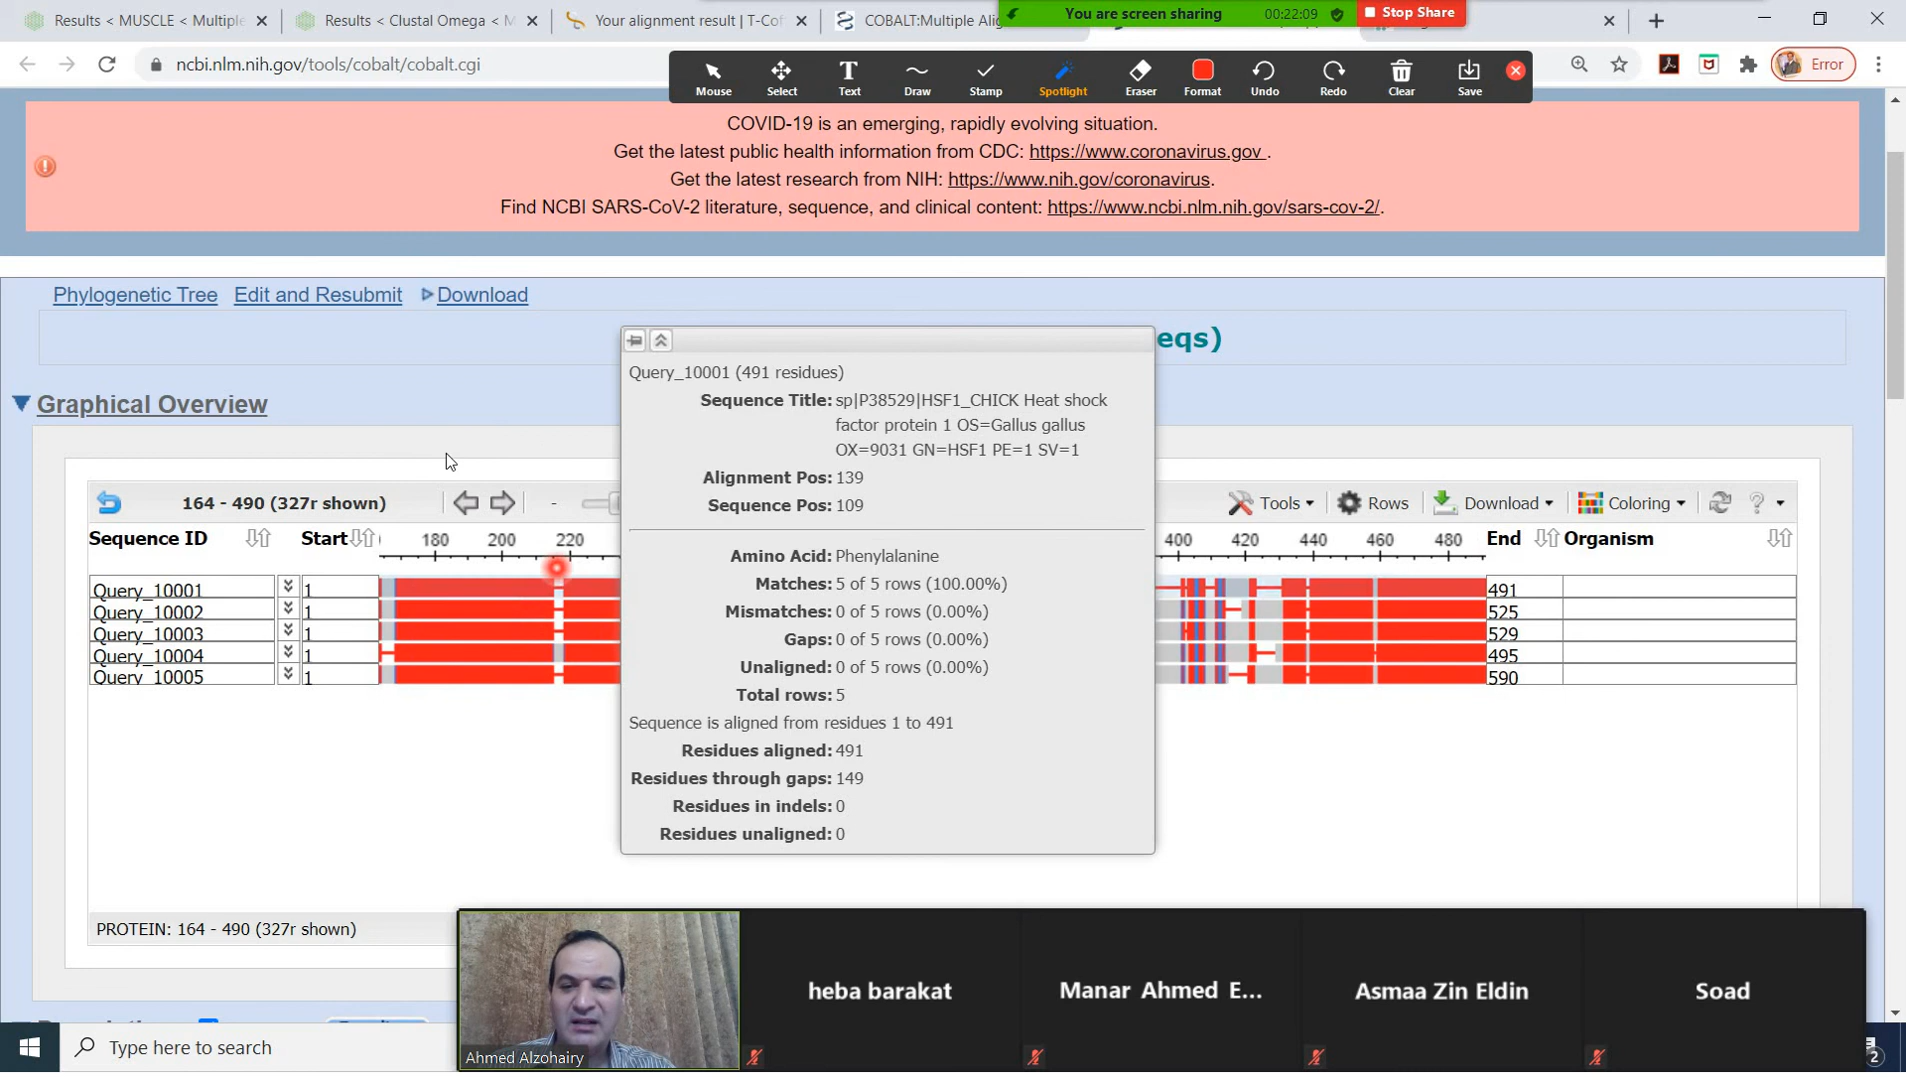 Results < MUSCLE < Multiple
Results < Clustal Omega < M
Your alignment result | T-Cof
COBALT:Multiple Alig
You are screen sharing
00:22:09
Stop Share
ncbi.nlm.nih.gov/tools/cobalt/cobalt.cgi
Error
Mouse
Select
Text
Draw
Stamp
Spotlight
Eraser
Format
Undo
Redo
Clear
Save
COVID-19 is an emerging, rapidly evolving situation.
Get the latest public health information from CDC: https://www.coronavirus.gov .
Get the latest research from NIH: https://www.nih.gov/coronavirus.
Find NCBI SARS-CoV-2 literature, sequence, and clinical content: https://www.ncbi.nlm.nih.gov/sars-cov-2/.
Phylogenetic Tree Edit and Resubmit Download
eqs)
Graphical Overview
164 - 490 (327r shown)
-
Tools
Rows
Download
Coloring
?
Sequence ID
Start
180 200 220
400 420 440 460 480
End
Organism
Query_10001 1 491
Query_10002 1 525
Query_10003 1 529
Query_10004 1 495
Query_10005 1 590
Query_10001 (491 residues)
Sequence Title: sp|P38529|HSF1_CHICK Heat shock
factor protein 1 OS=Gallus gallus
OX=9031 GN=HSF1 PE=1 SV=1
Alignment Pos: 139
Sequence Pos: 109
Amino Acid: Phenylalanine
Matches: 5 of 5 rows (100.00%)
Mismatches: 0 of 5 rows (0.00%)
Gaps: 0 of 5 rows (0.00%)
Unaligned: 0 of 5 rows (0.00%)
Total rows: 5
Sequence is aligned from residues 1 to 491
Residues aligned: 491
Residues through gaps: 149
Residues in indels: 0
Residues unaligned: 0
PROTEIN: 164 - 490 (327r shown)
Ahmed Alzohairy
heba barakat
Manar Ahmed E...
Asmaa Zin Eldin
Soad
Type here to search
2